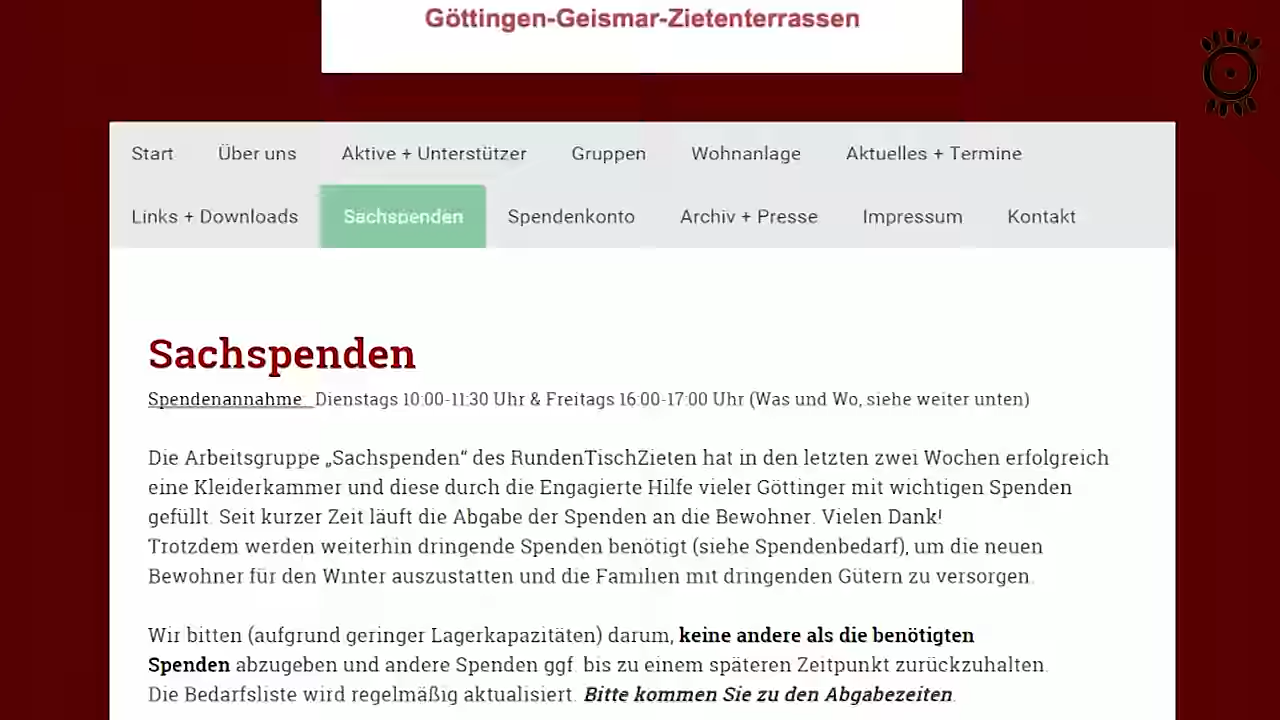 Göttingen-Geismar-Zietenterrassen
Start Über uns Aktive + Unterstützer Gruppen Wohnanlage Aktuelles + Termine
Links + Downloads Sachspenden Spendenkonto Archiv + Presse Impressum Kontakt
Sachspenden
Spendenannahme: Dienstags 10:00-11:30 Uhr & Freitags 16:00-17:00 Uhr (Was und Wo, siehe weiter unten)
Die Arbeitsgruppe „Sachspenden“ des RundenTischZieten hat in den letzten zwei Wochen erfolgreich
eine Kleiderkammer und diese durch die Engagierte Hilfe vieler Göttinger mit wichtigen Spenden
gefüllt. Seit kurzer Zeit läuft die Abgabe der Spenden an die Bewohner. Vielen Dank!
Trotzdem werden weiterhin dringende Spenden benötigt (siehe Spendenbedarf), um die neuen
Bewohner für den Winter auszustatten und die Familien mit dringenden Gütern zu versorgen.
Wir bitten (aufgrund geringer Lagerkapazitäten) darum, keine andere als die benötigten
Spenden abzugeben und andere Spenden ggf. bis zu einem späteren Zeitpunkt zurückzuhalten.
Die Bedarfsliste wird regelmäßig aktualisiert. Bitte kommen Sie zu den Abgabezeiten.